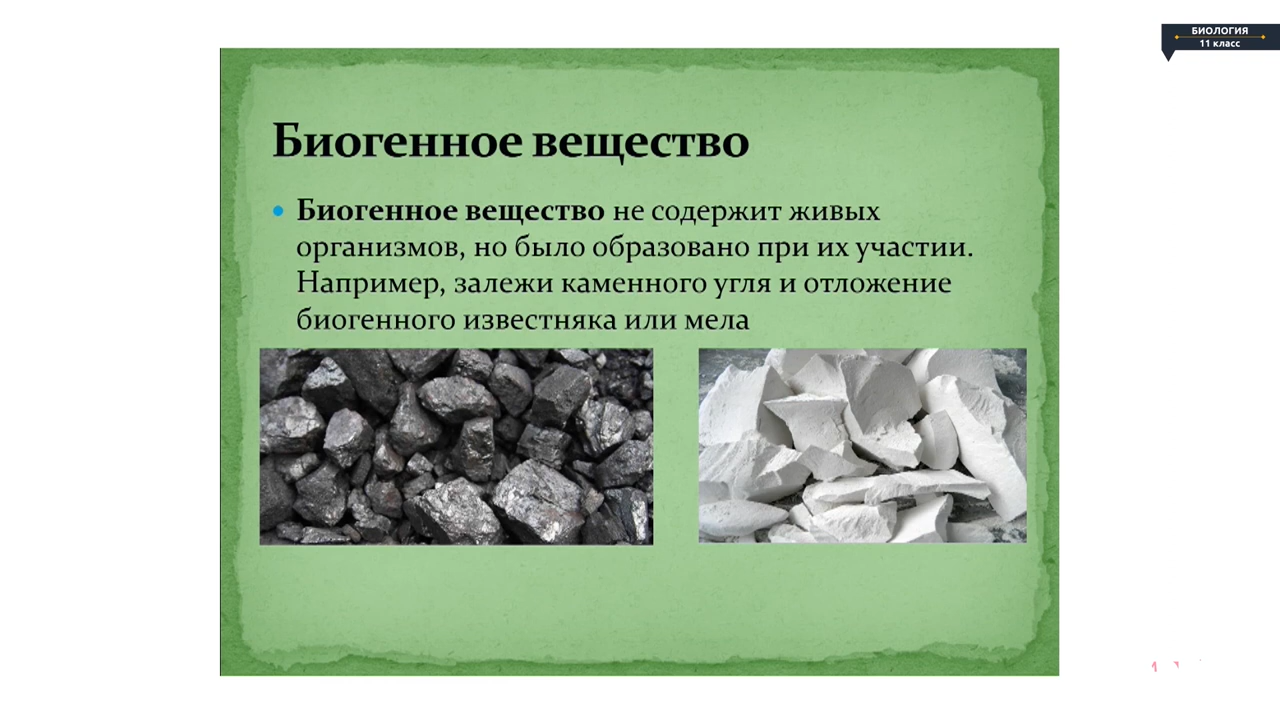 БИОЛОГИЯ
11 класс
Биогенное вещество
Биогенное вещество не содержит живых
организмов, но было образовано при их участии.
Например, залежи каменного угля и отложение
биогенного известняка или мела